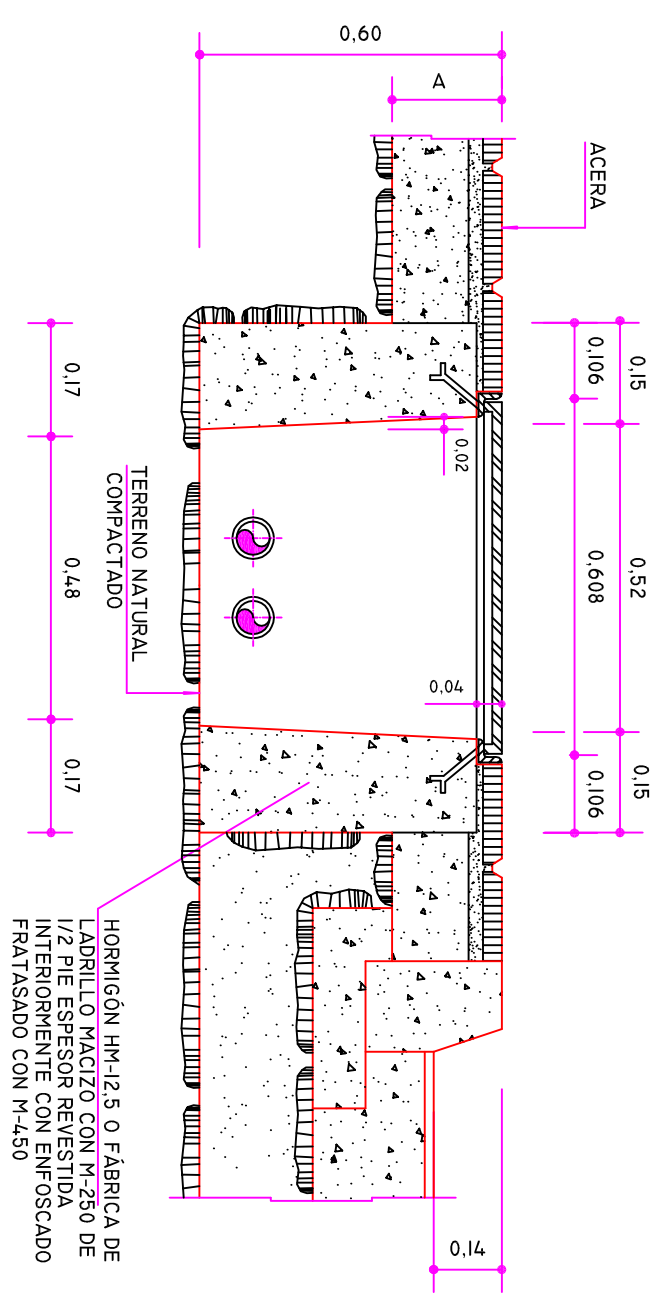 0,60
A
ACERA
0,15
0,52
0,15
0,106
0,608
0,106
0,02
0,04
0,17
0,48
0,17
0,14
TERRENO NATURAL
COMPACTADO
HORMIGÓN HM-12,5 O FÁBRICA DE
LADRILLO MACIZO CON M-250 DE
1/2 PIE ESPESOR REVESTIDA
INTERIORMENTE CON ENFOSCADO
FRATASADO CON M-450